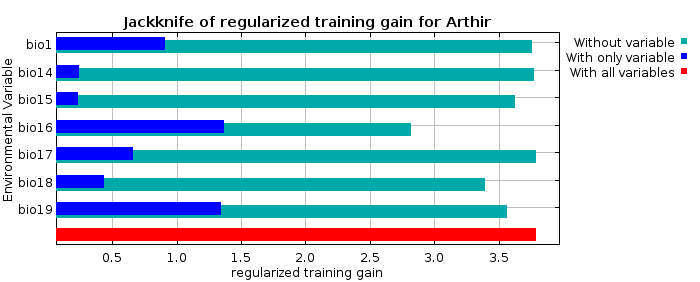 Jackknife of regularized training gain for Arthir
Environmental Variable
bio1
bio14
bio15
bio16
bio17
bio18
bio19
0.5 1.0 1.5 2.0 2.5 3.0 3.5
regularized training gain
Without variable
With only variable
With all variables